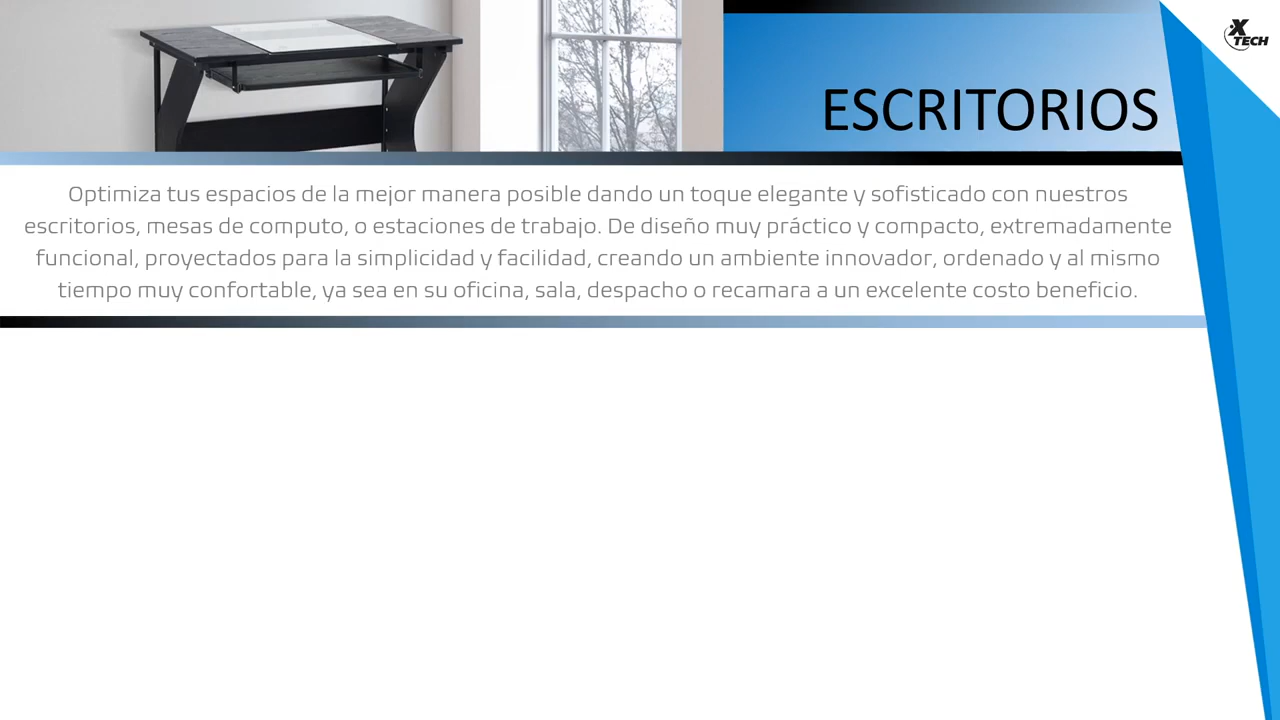 X
TECH
ESCRITORIOS
Optimiza tus espacios de la mejor manera posible dando un toque elegante y sofisticado con nuestros
escritorios, mesas de computo, o estaciones de trabajo. De diseño muy práctico y compacto, extremadamente
funcional, proyectados para la simplicidad y facilidad, creando un ambiente innovador, ordenado y al mismo
tiempo muy confortable, ya sea en su oficina, sala, despacho o recamara a un excelente costo beneficio.